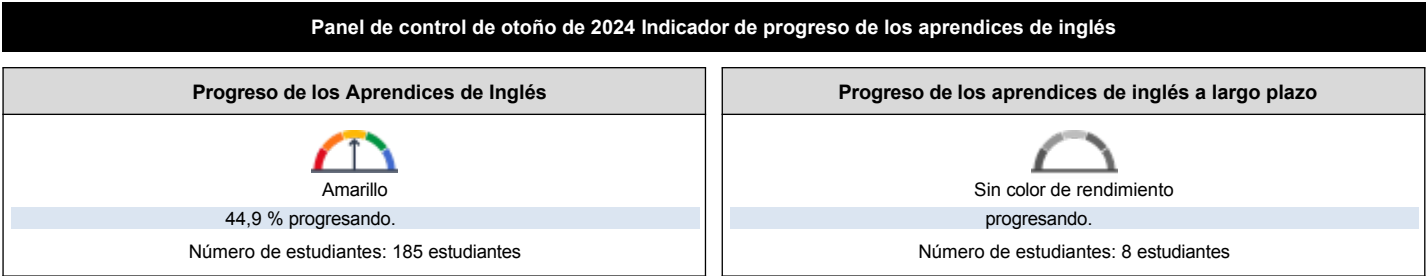 Panel de control de otoño de 2024 Indicador de progreso de los aprendices de inglés
Progreso de los Aprendices de Inglés
Amarillo
44,9 % progresando.
Número de estudiantes: 185 estudiantes
Progreso de los aprendices de inglés a largo plazo
Sin color de rendimiento
progresando.
Número de estudiantes: 8 estudiantes